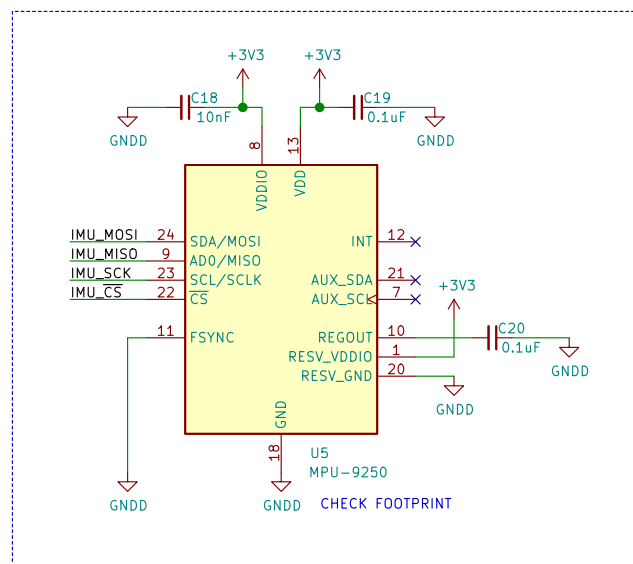 +3V3 +3V3
C18 C19
10nF 0.1uF
GNDD GNDD
8 13
VDDIO VDD
IMU_MOSI 24 SDA/MOSI INT 12
IMU_MISO 9 AD0/MISO
IMU_SCK 23 SCL/SCLK AUX_SDA 21
IMU_CS 22 CS AUX_SCL 7
+3V3
11 FSYNC REGOUT 10 C20
0.1uF
RESV_VDDIO 1
RESV_GND 20
GNDD
GNDD
GND
18
U5
MPU-9250
GNDD GNDD CHECK FOOTPRINT